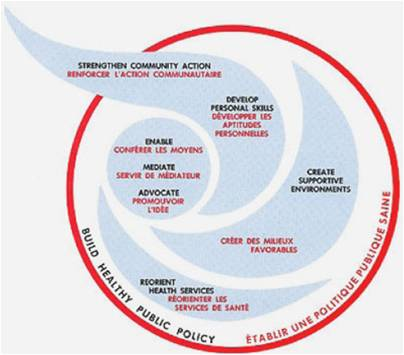 STRENGTHEN COMMUNITY ACTION
RENFORCER L'ACTION COMMUNAUTAIRE
DEVELOP
PERSONAL SKILLS
DÉVELOPPER LES
APTITUDES
PERSONNELLES
ENABLE
CONFÉRER LES MOYENS
MEDIATE
SERVIR DE MÉDIATEUR
ADVOCATE
PROMOUVOIR
L'IDÉE
CREATE
SUPPORTIVE
ENVIRONMENTS
CRÉER DES MILIEUX
FAVORABLES
REORIENT
HEALTH SERVICES
RÉORIENTER LES
SERVICES DE SANTÉ
BUILD HEALTHY PUBLIC POLICY
ÉTABLIR UNE POLITIQUE PUBLIQUE SAINE